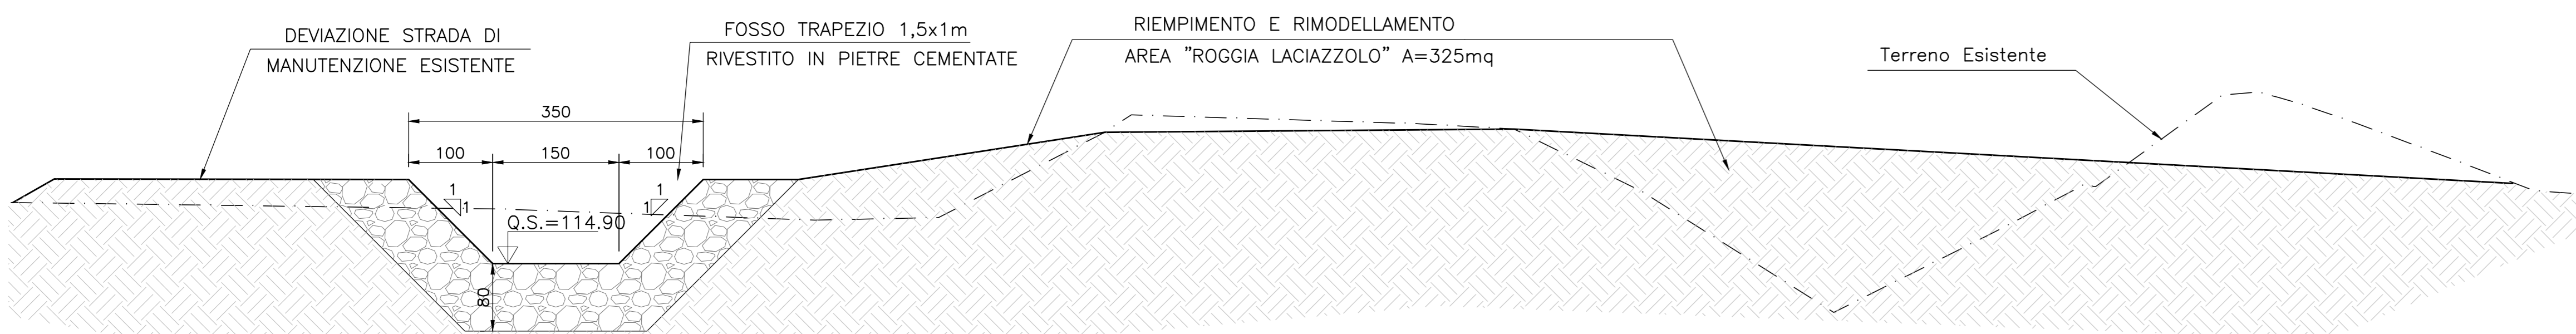 DEVIAZIONE STRADA DI
MANUTENZIONE ESISTENTE
FOSSO TRAPEZIO 1,5x1m
RIVESTITO IN PIETRE CEMENTATE
RIEMPIMENTO E RIMODELLAMENTO
AREA "ROGGIA LACIAZZOLO" A=325mq
Terreno Esistente
350
100
150
100
1
1
1
1
Q.S.=114.90
80